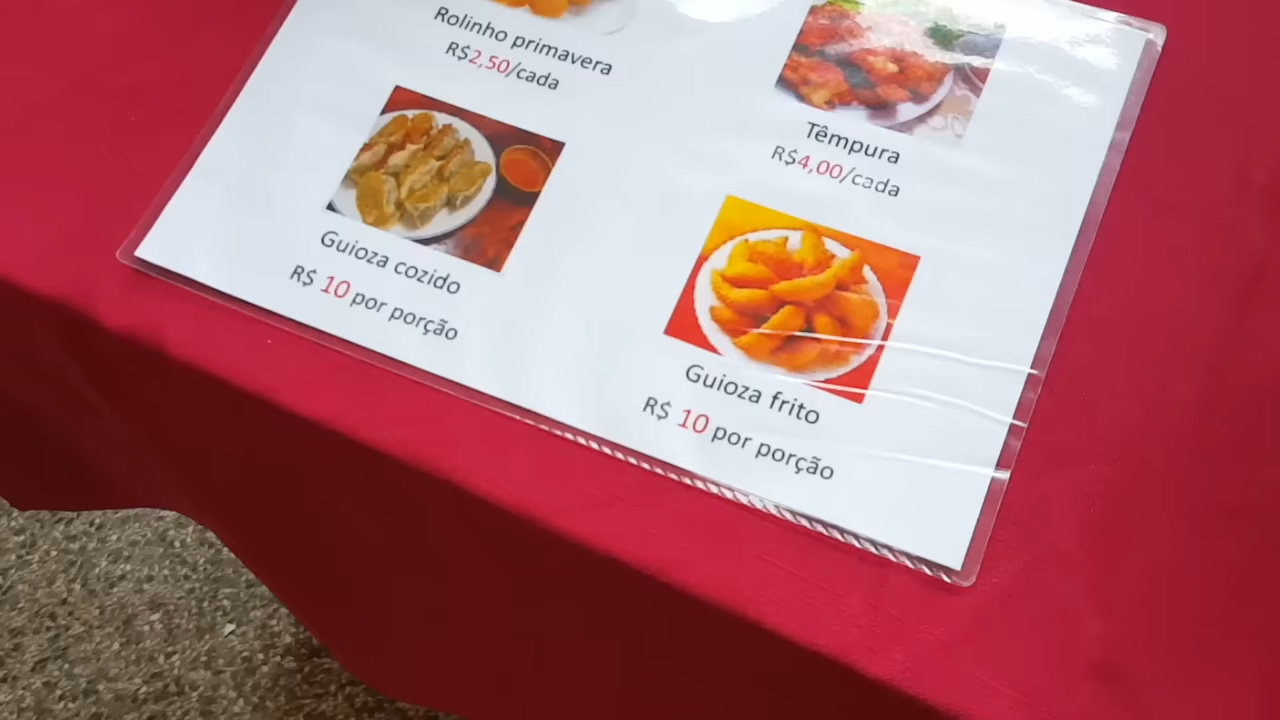 Rolinho primavera
R$2,50/cada
Têmpura
R$4,00/cada
Guioza cozido
R$ 10 por porção
Guioza frito
R$ 10 por porção